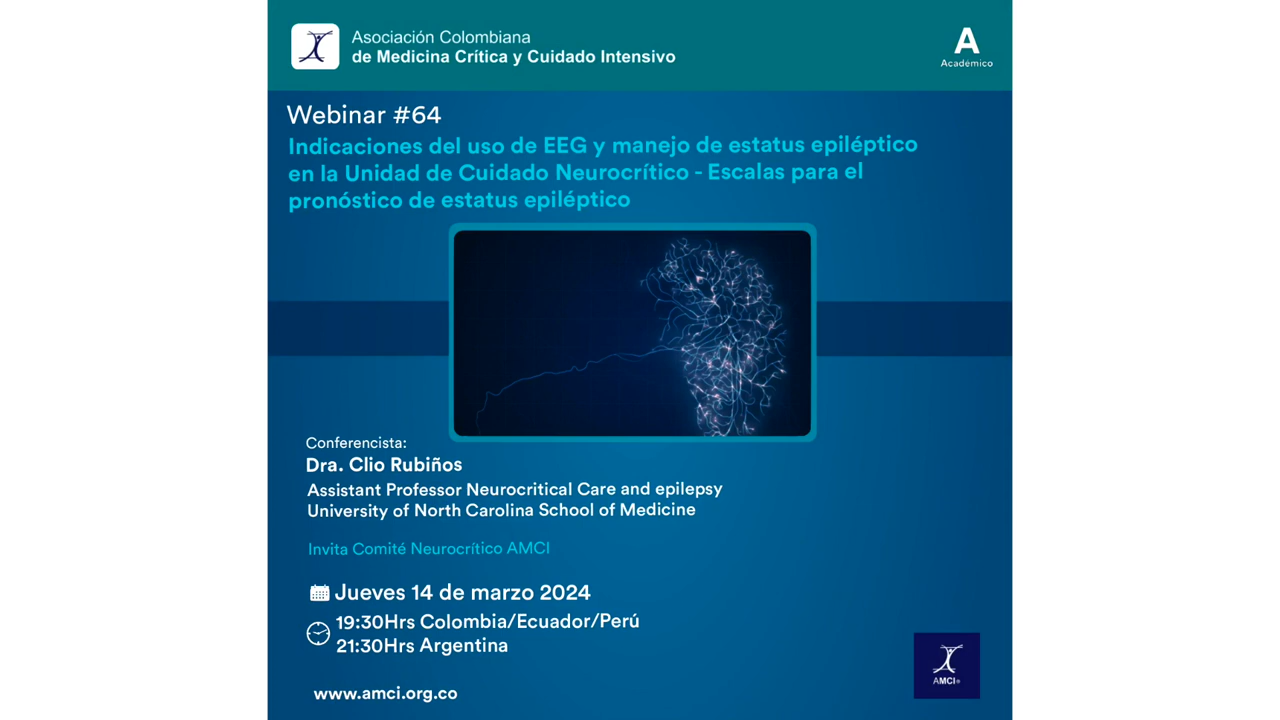 Asociación Colombiana
de Medicina Crítica y Cuidado Intensivo
A
Académico
Webinar #64
Indicaciones del uso de EEG y manejo de estatus epiléptico
en la Unidad de Cuidado Neurocrítico - Escalas para el
pronóstico de estatus epiléptico
Conferencista:
Dra. Clio Rubiños
Assistant Professor Neurocritical Care and epilepsy
University of North Carolina School of Medicine
Invita Comité Neurocrítico AMCI
Jueves 14 de marzo 2024
19:30Hrs Colombia/Ecuador/Perú
21:30Hrs Argentina
www.amci.org.co
AMCI®